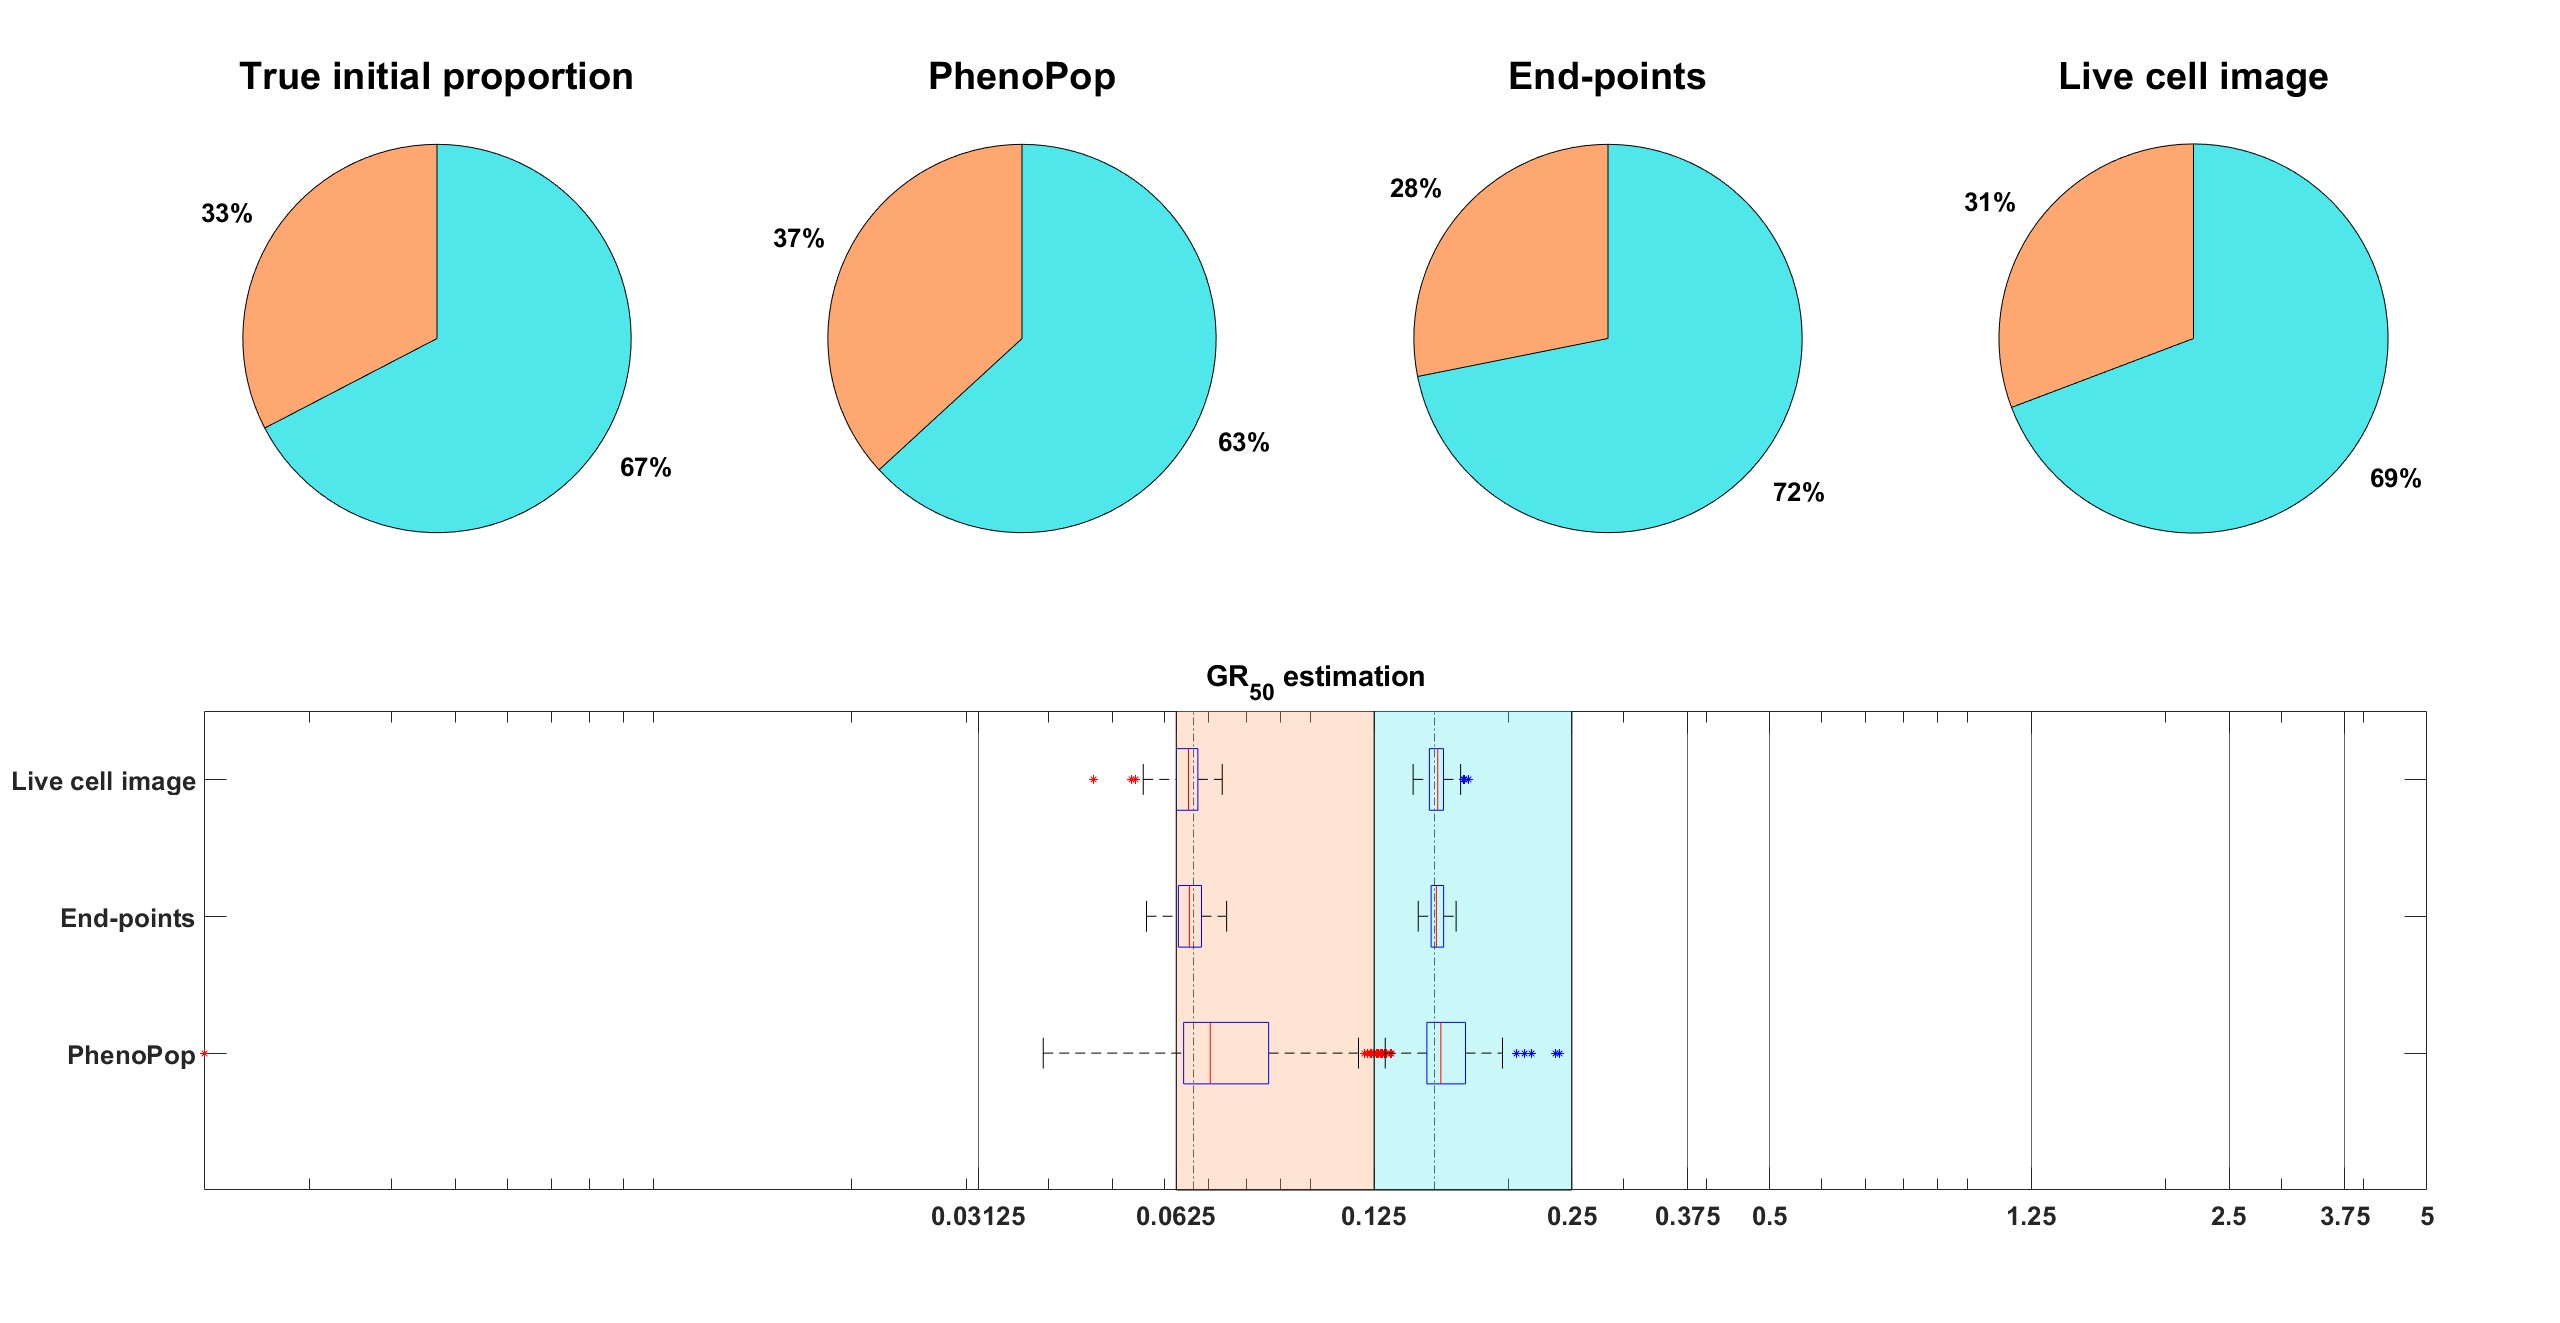 True initial proportion
PhenoPop
End-points
Live cell image
33%
67%
37%
63%
28%
72%
31%
69%
GR50 estimation
Live cell image
End-points
PhenoPop
0.03125 0.0625 0.125 0.25 0.375 0.5 1.25 2.5 3.75 5